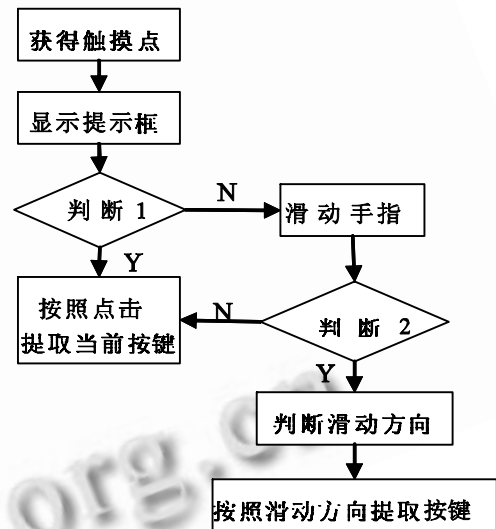 获得触摸点
显示提示框
判断 1
N
滑动手指
Y
按照点击
提取当前按键
N
判断 2
Y
判断滑动方向
按照滑动方向提取按键
org.cn